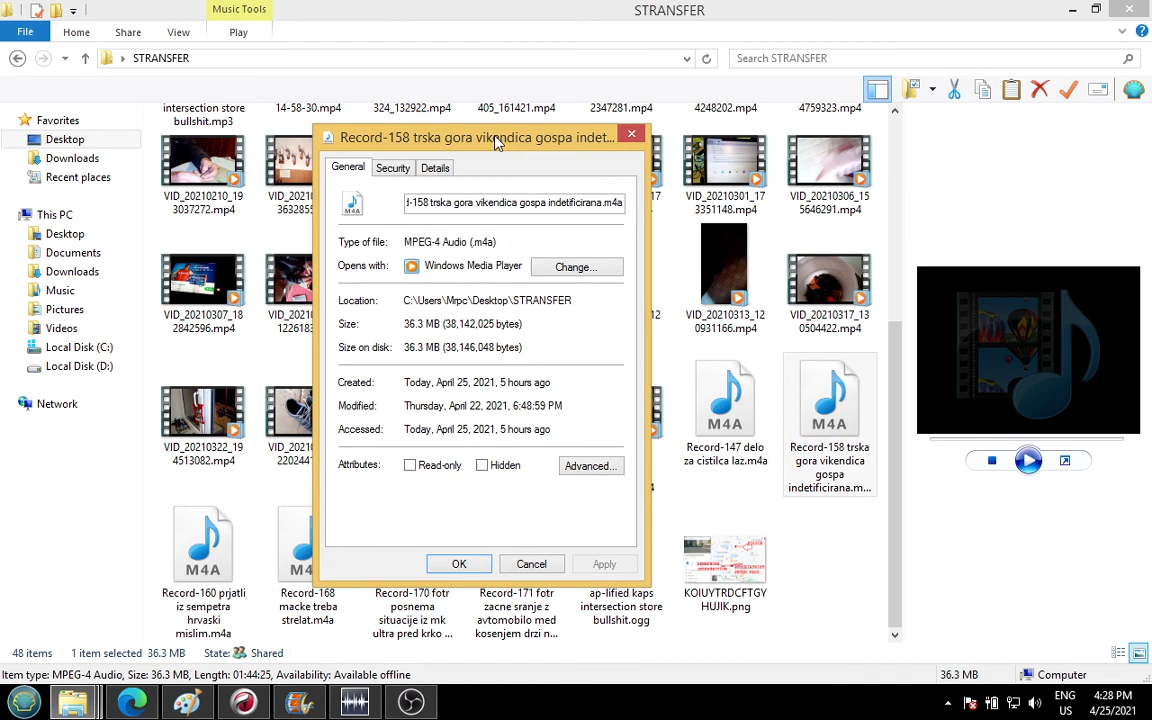 Music Tools
STRANSFER
File
Home
Share
View
Play
STRANSFER
Search STRANSFER
Favorites
Desktop
Downloads
Recent places
This PC
Desktop
Documents
Downloads
Music
Pictures
Videos
Local Disk (C:)
Local Disk (D:)
Network
intersection store
bullshit.mp3
14-58-30.mp4
324_132922.mp4
405_161421.mp4
2347281.mp4
4248202.mp4
4759323.mp4
VID_20210210_19
3037272.mp4
VID_2021
3632855
VID_20210301_17
3351148.mp4
VID_20210306_15
5646291.mp4
VID_20210307_18
2842596.mp4
VID_2021
1226183
VID_20210313_12
0931166.mp4
VID_20210317_13
0504422.mp4
VID_20210322_19
4513082.mp4
VID_2021
2202447
Record-147 delo
za cistilca laz.m4a
Record-158 trska
gora vikendica
gospa
indetificirana.m...
Record-160 prjatli
iz sempetra
hrvaski
mislim.m4a
Record-168
macke treba
strelat.m4a
Record-170 fotr
posnema
situacije iz mk
ultra pred krko ...
Record-171 fotr
zacne sranje z
avtomobilo med
kosenjem drzi n...
ap-lified kaps
intersection store
bullshit.ogg
KOIUYTRDCFTGY
HUJIK.png
M4A
M4A
M4A
Record-158 trska gora vikendica gospa indet...
General
Security
Details
M4A
d-158 trska gora vikendica gospa indetificirana.m4a
Type of file: MPEG-4 Audio (.m4a)
Opens with: Windows Media Player
Change...
Location: C:\Users\Mrpc\Desktop\STRANSFER
Size: 36.3 MB (38,142,025 bytes)
Size on disk: 36.3 MB (38,146,048 bytes)
Created: Today, April 25, 2021, 5 hours ago
Modified: Thursday, April 22, 2021, 6:48:59 PM
Accessed: Today, April 25, 2021, 5 hours ago
Attributes: Read-only Hidden Advanced...
OK
Cancel
Apply
48 items 1 item selected 36.3 MB State: Shared
Item type: MPEG-4 Audio, Size: 36.3 MB, Length: 01:44:25, Availability: Available offline
36.3 MB
Computer
ENG
US
4:28 PM
4/25/2021